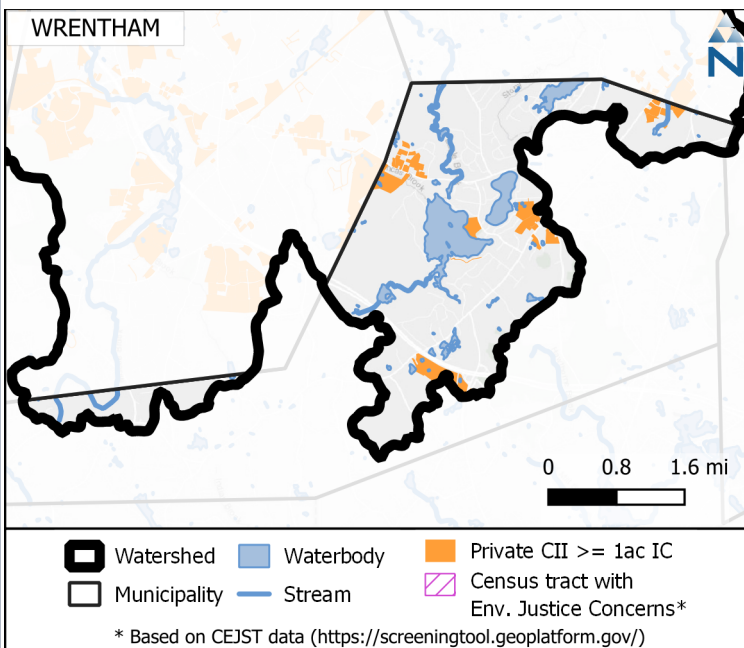 WRENTHAM
N
0 0.8 1.6 mi
Watershed
Waterbody
Private CII >= 1ac IC
Municipality
Stream
Census tract with
Env. Justice Concerns*
* Based on CEJST data (https://screeningtool.geoplatform.gov/)